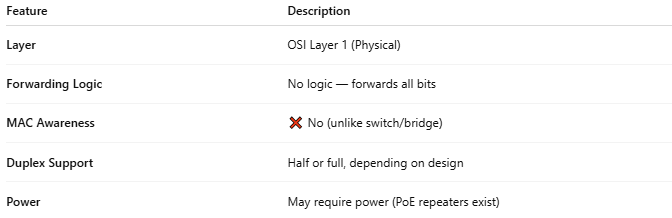 Feature Description
Layer OSI Layer 1 (Physical)
Forwarding Logic No logic — forwards all bits
MAC Awareness ❌ No (unlike switch/bridge)
Duplex Support Half or full, depending on design
Power May require power (PoE repeaters exist)